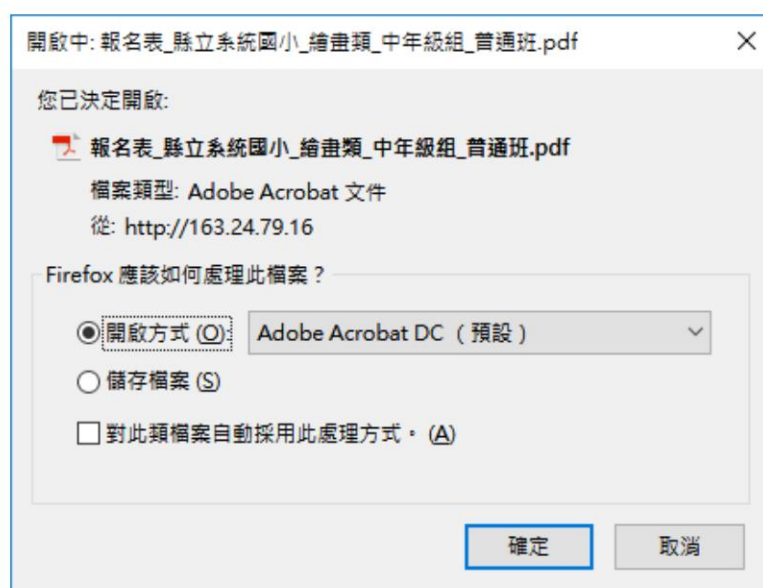 開啟中: 報名表_縣立系統國小_繪畫類_中年級組_普通班.pdf
您已決定開啟:
報名表_縣立系統國小_繪畫類_中年級組_普通班.pdf
檔案類型: Adobe Acrobat 文件
從: http://163.24.79.16
Firefox 應該如何處理此檔案？
開啟方式 (O): Adobe Acrobat DC （預設）
儲存檔案 (S)
對此類檔案自動採用此處理方式。 (A)
確定 取消